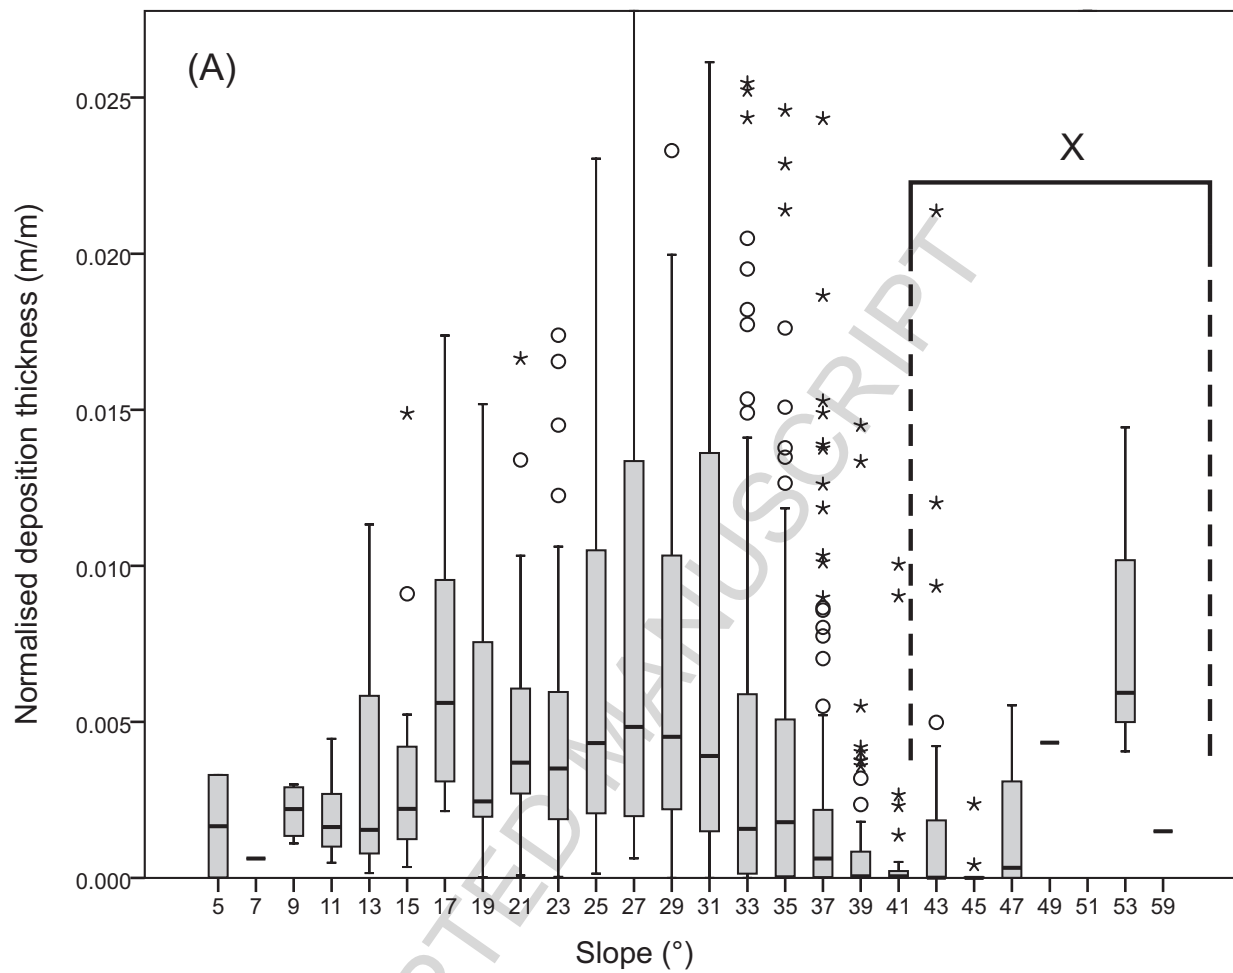 (A)
X
0.025
0.020
0.015
0.010
0.005
0.000
Normalised deposition thickness (m/m)
5 7 9 11 13 15 17 19 21 23 25 27 29 31 33 35 37 39 41 43 45 47 49 51 53 59
Slope (°)
PTED MANUSCRIPT